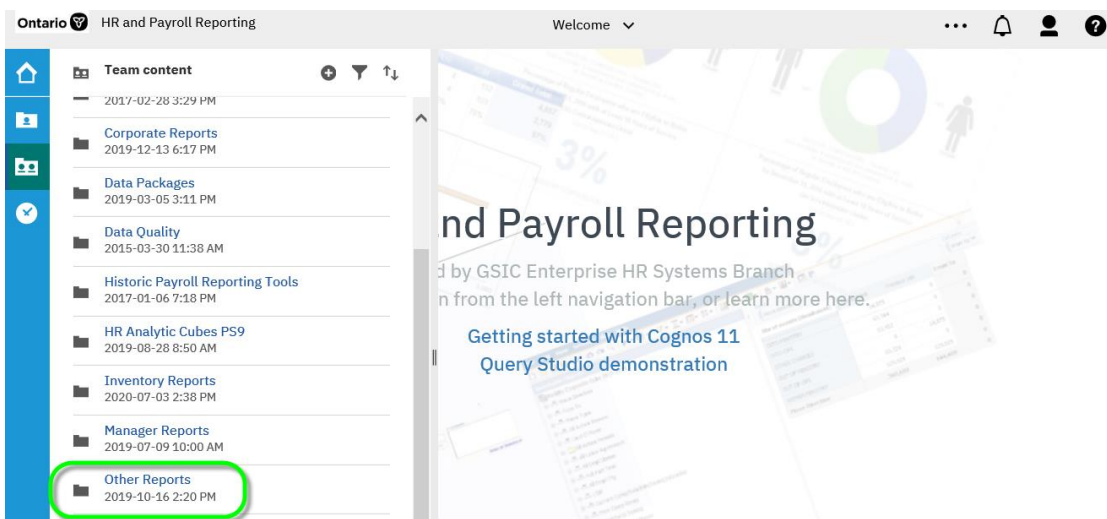 Ontario HR and Payroll Reporting Welcome
Team content
2017-02-28 3:29 PM
Corporate Reports
2019-12-13 6:17 PM
Data Packages
2019-03-05 3:11 PM
Data Quality
2015-03-30 11:38 AM
Historic Payroll Reporting Tools
2017-01-06 7:18 PM
HR Analytic Cubes PS9
2019-08-28 8:50 AM
Inventory Reports
2020-07-03 2:38 PM
Manager Reports
2019-07-09 10:00 AM
Other Reports
2019-10-16 2:20 PM
3%
nd Payroll Reporting
d by GSIC Enterprise HR Systems Branch
n from the left navigation bar, or learn more here.
Getting started with Cognos 11
Query Studio demonstration